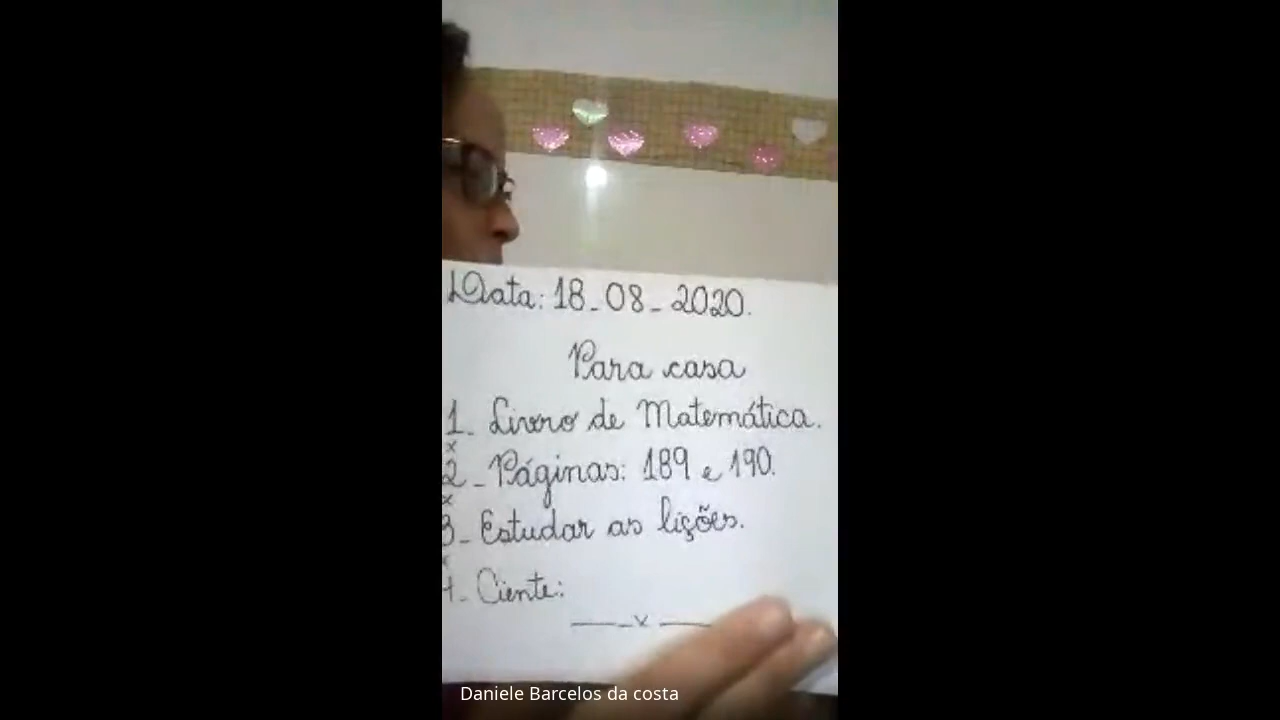 Data: 18-08-2020.
Para casa
1- Livro de Matemática.
x
2- Páginas: 189 e 190.
x
3- Estudar as lições.
x
4- Ciente:
x
Daniele Barcelos da costa